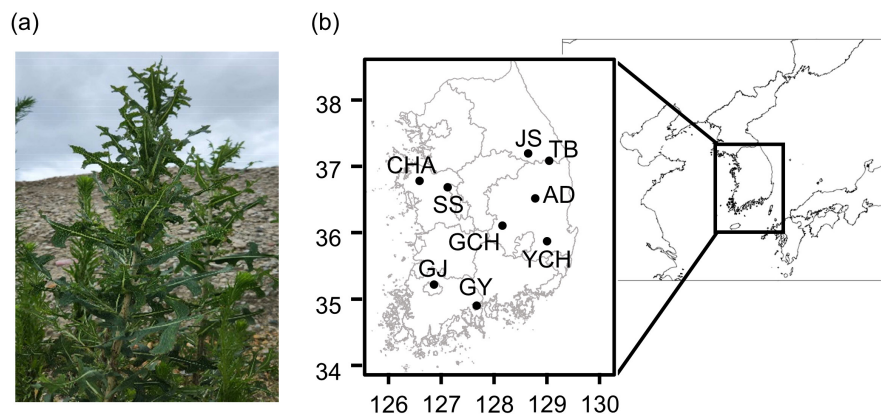 (a)
(b)
38
37
36
35
34
JS
TB
CHA
SS
AD
GCH
YCH
GJ
GY
126 127 128 129 130